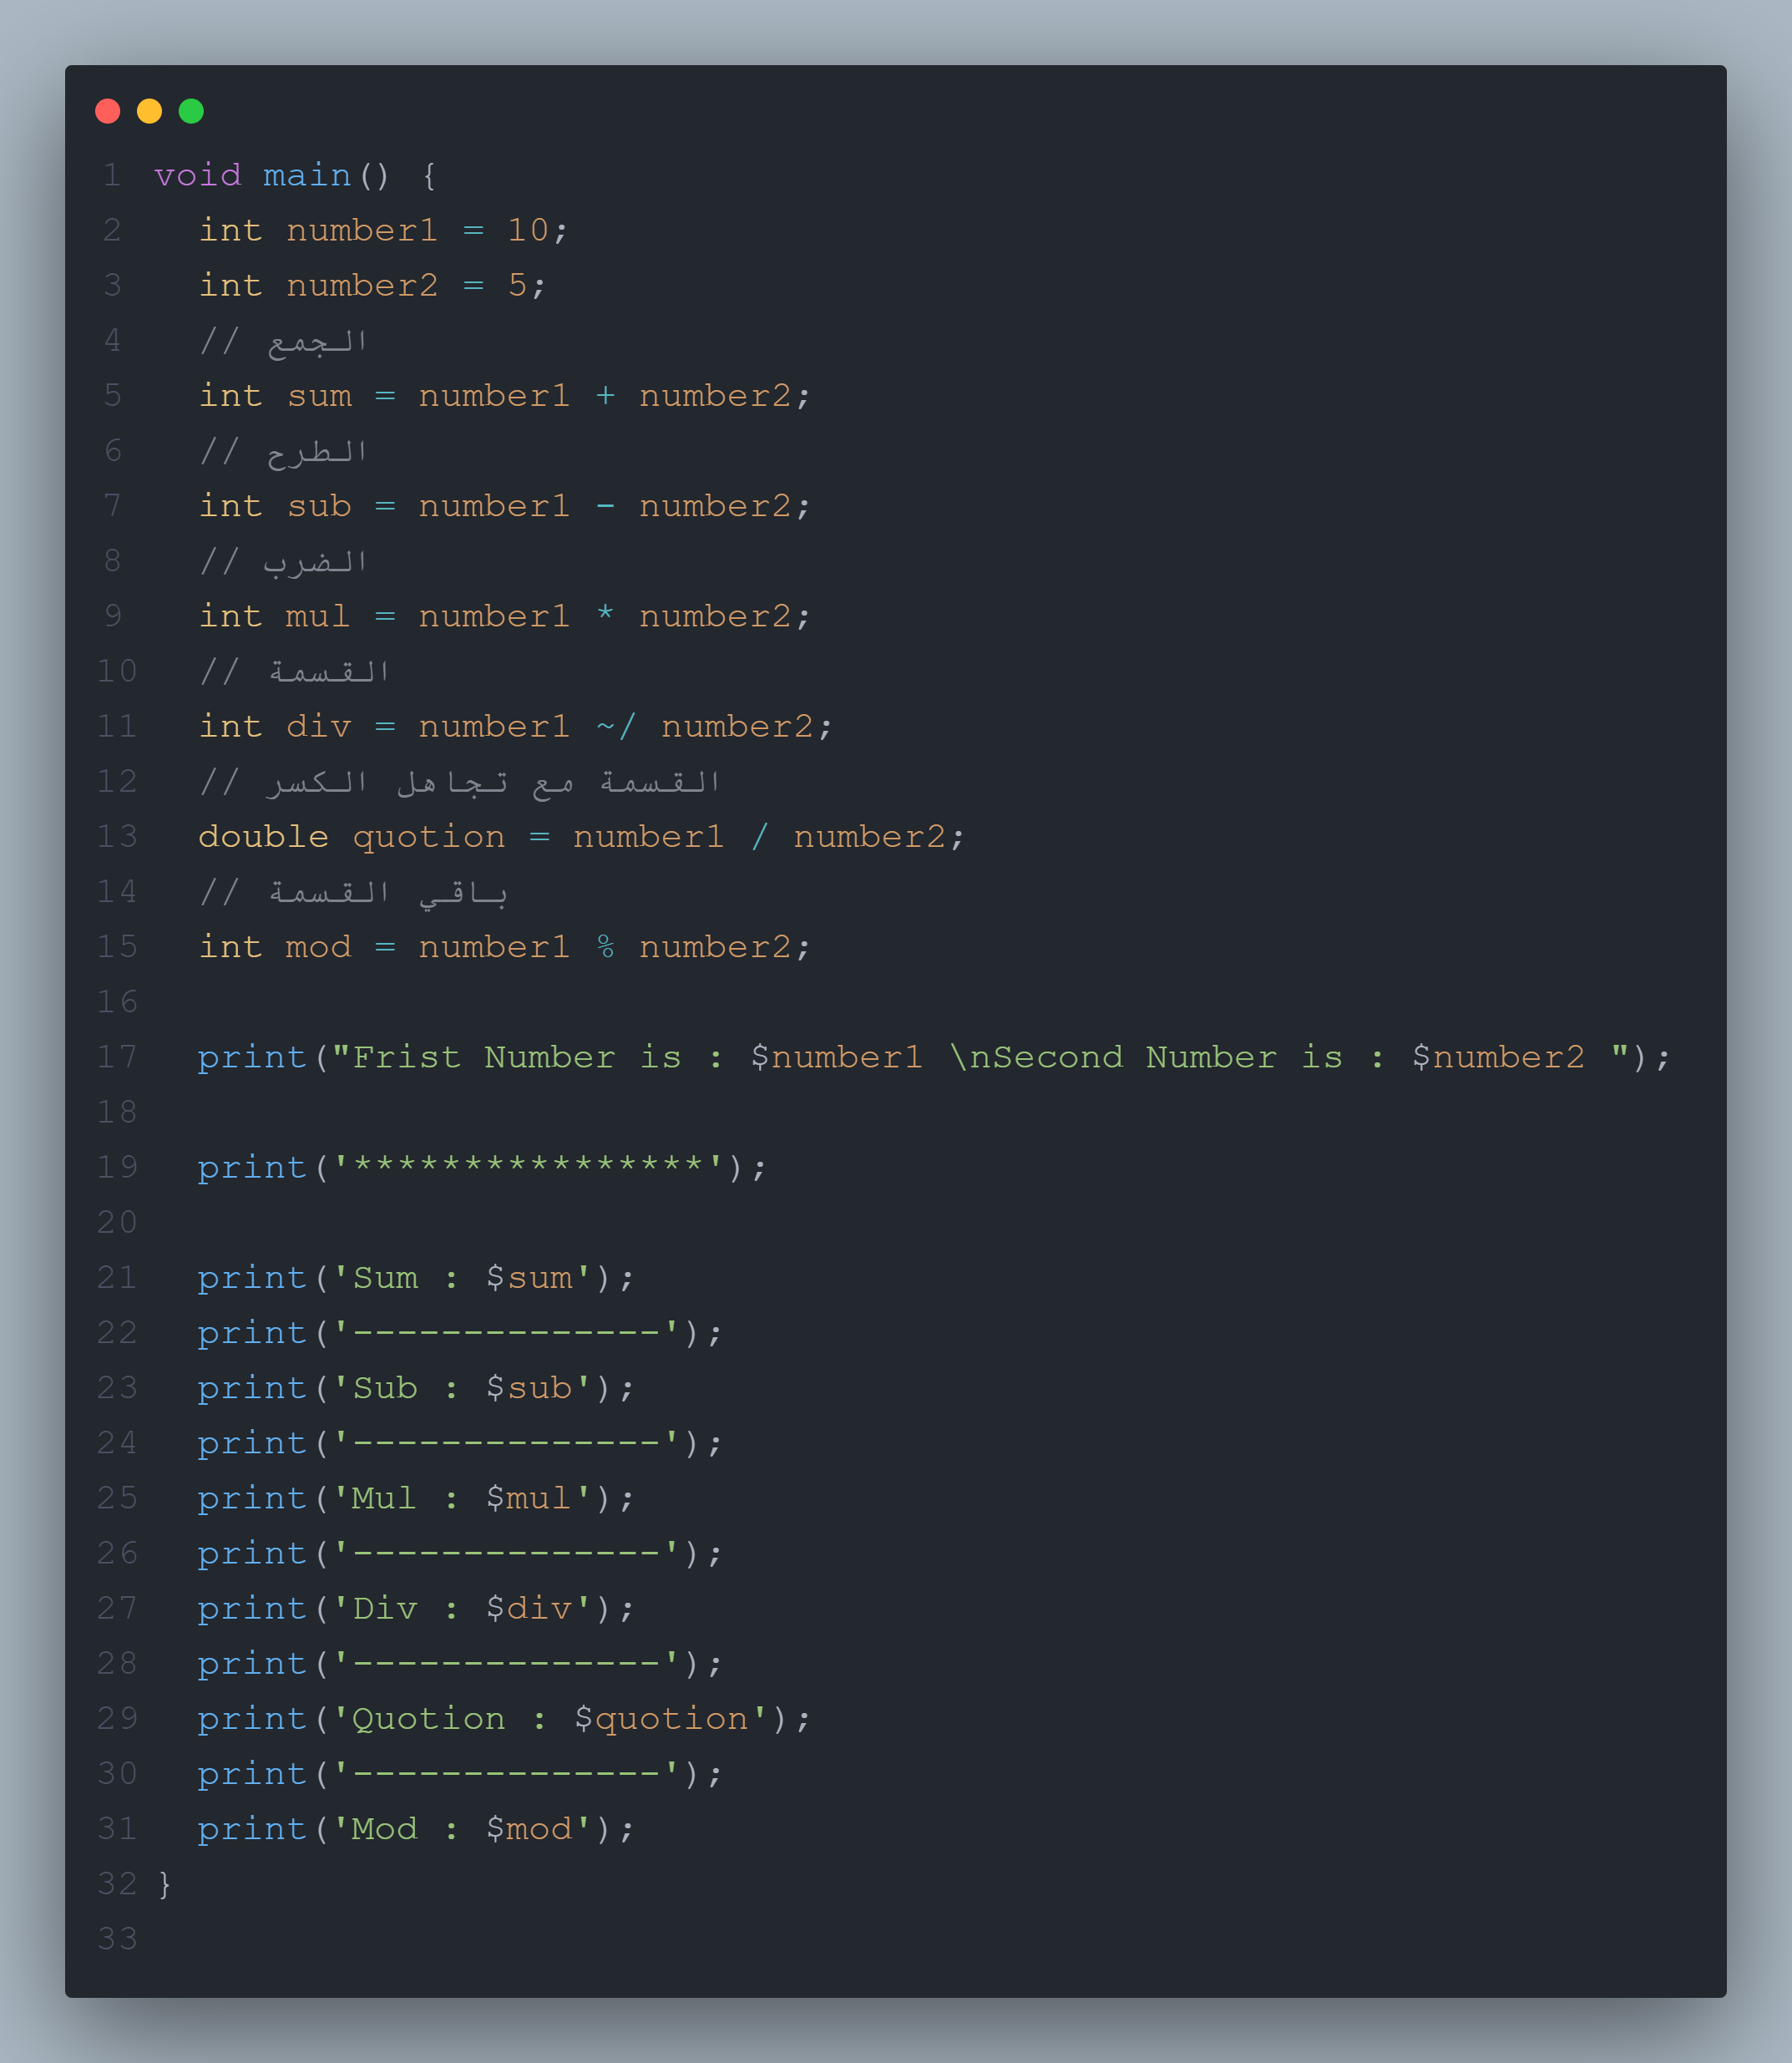 1 void main() {
2   int number1 = 10;
3   int number2 = 5;
4   // الجمع
5   int sum = number1 + number2;
6   // الطرح
7   int sub = number1 - number2;
8   // الضرب
9   int mul = number1 * number2;
10   // القسمة
11   int div = number1 ~/ number2;
12   // القسمة مع تجاهل الكسر
13   double quotion = number1 / number2;
14   // باقي القسمة
15   int mod = number1 % number2;
16
17   print("Frist Number is : $number1 \nSecond Number is : $number2 ");
18
19   print('****************');
20
21   print('Sum : $sum');
22   print('--------------');
23   print('Sub : $sub');
24   print('--------------');
25   print('Mul : $mul');
26   print('--------------');
27   print('Div : $div');
28   print('--------------');
29   print('Quotion : $quotion');
30   print('--------------');
31   print('Mod : $mod');
32 }
33